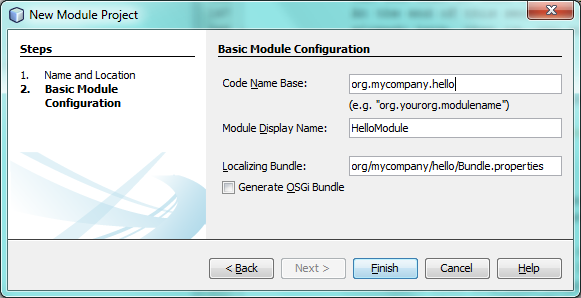 New Module Project
Steps
1. Name and Location
2. Basic Module
Configuration
Basic Module Configuration
Code Name Base: org.mycompany.hello
(e.g. "org.yourorg.modulename")
Module Display Name: HelloModule
Localizing Bundle: org/mycompany/hello/Bundle.properties
Generate OSGi Bundle
< Back Next > Finish Cancel Help